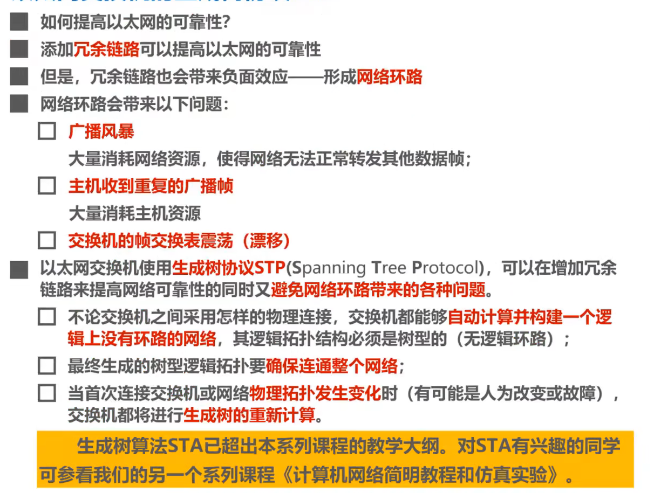 如何提高以太网的可靠性?
添加冗余链路可以提高以太网的可靠性
但是，冗余链路也会带来负面效应——形成网络环路
网络环路会带来以下问题：
广播风暴
大量消耗网络资源，使得网络无法正常转发其他数据帧；
主机收到重复的广播帧
大量消耗主机资源
交换机的帧交换表震荡（漂移）
以太网交换机使用生成树协议STP(Spanning Tree Protocol)，可以在增加冗余
链路来提高网络可靠性的同时又避免网络环路带来的各种问题。
不论交换机之间采用怎样的物理连接，交换机都能够自动计算并构建一个逻
辑上没有环路的网络，其逻辑拓扑结构必须是树型的（无逻辑环路）；
最终生成的树型逻辑拓扑要确保连通整个网络；
当首次连接交换机或网络物理拓扑发生变化时（有可能是人为改变或故障），
交换机都将进行生成树的重新计算。
生成树算法STA已超出本系列课程的教学大纲。对STA有兴趣的同学
可参看我们的另一个系列课程《计算机网络简明教程和仿真实验》。